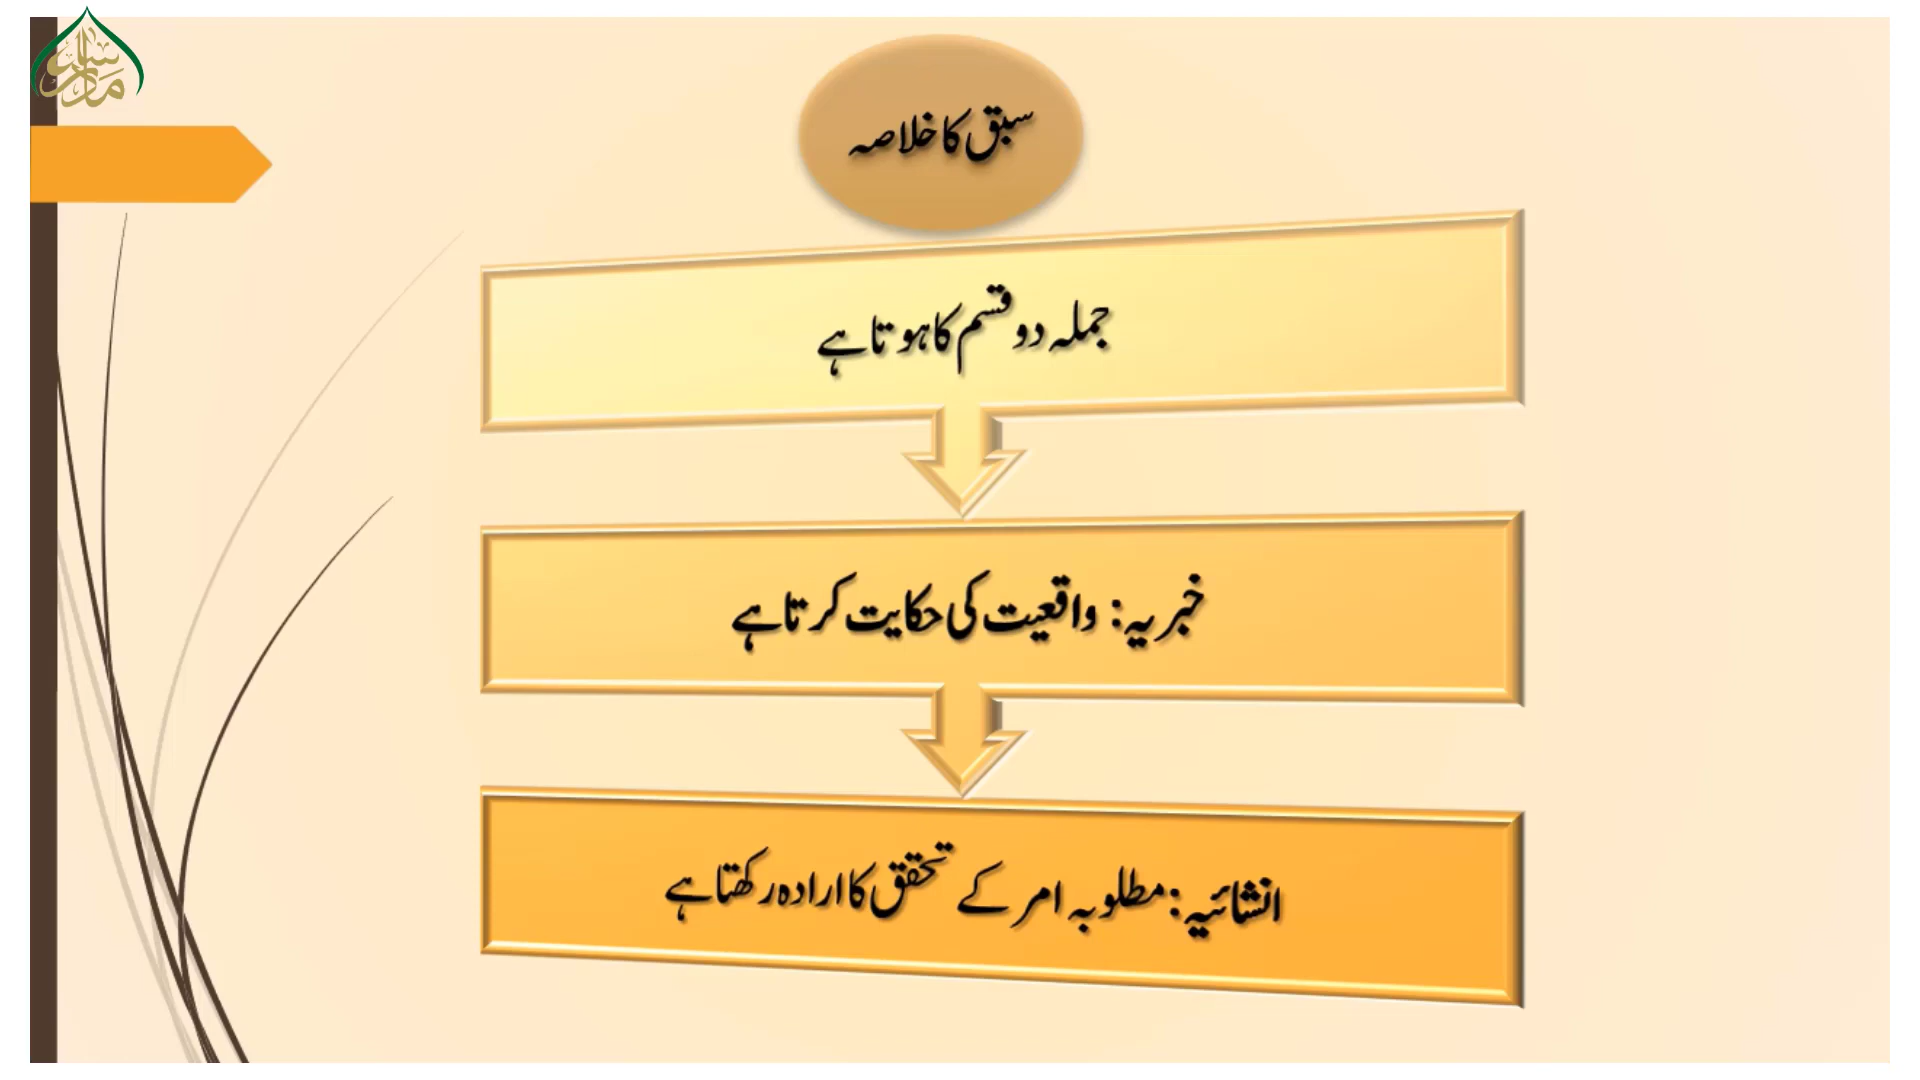 سبق کا خلاصہ
جملہ دو قسم کا ہوتا ہے
خبریہ: واقعیت کی حکایت کرتا ہے
انشائیہ: مطلوبہ امر کے تحقق کا ارادہ رکھتا ہے